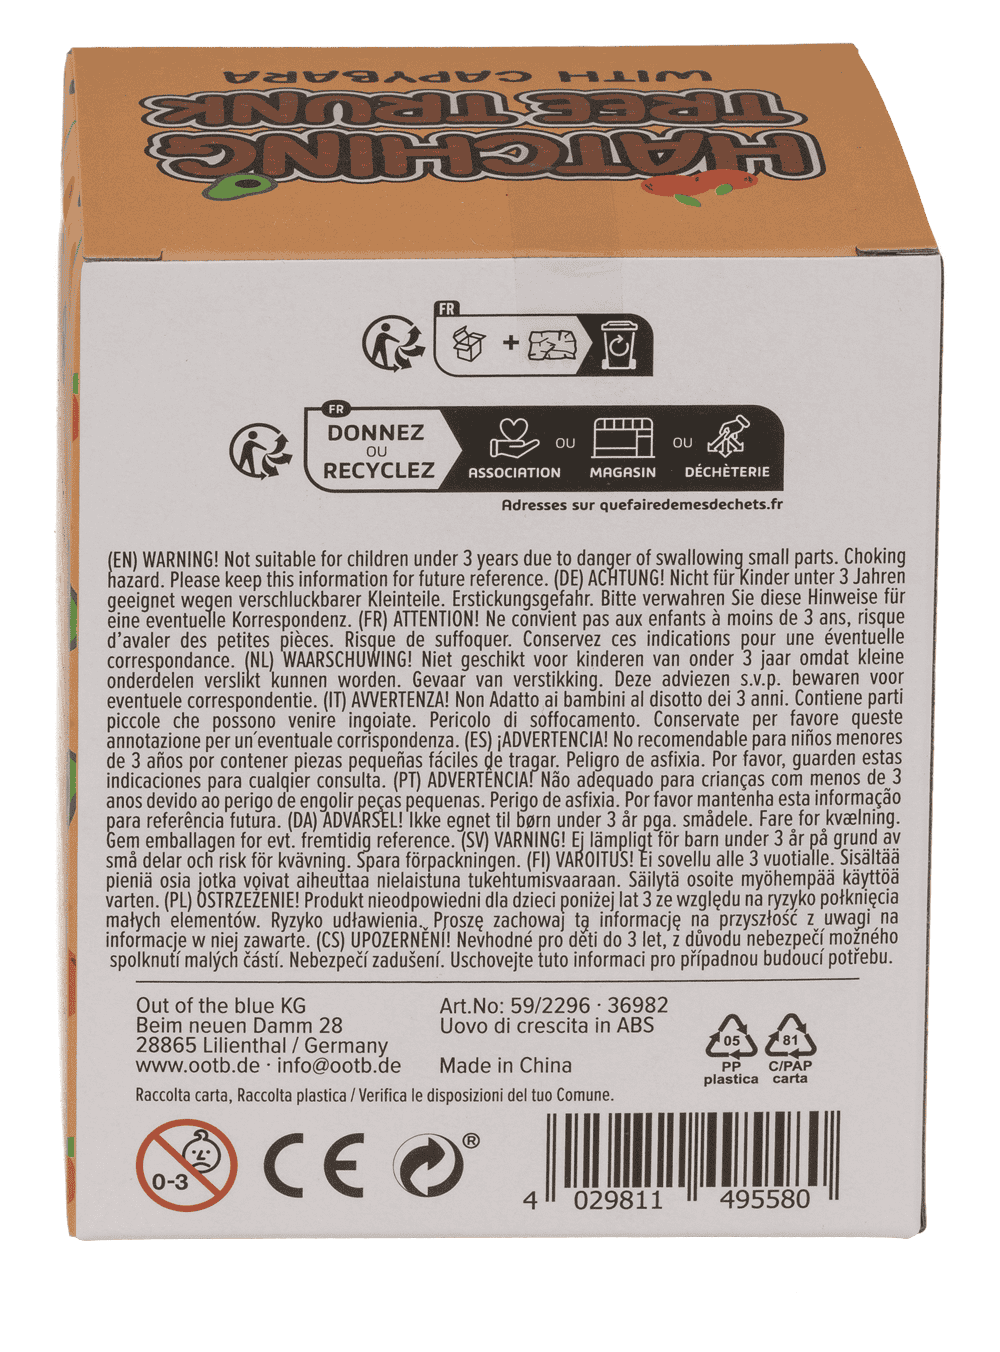 HATCHING
TREE TRUNK
WITH CAPYBARA
FR
+
FR
DONNEZ
OU
RECYCLEZ
ASSOCIATION
OU
MAGASIN
OU
DÉCHÈTERIE
Adresses sur quefairedemesdechets.fr
(EN) WARNING! Not suitable for children under 3 years due to danger of swallowing small parts. Choking
hazard. Please keep this information for future reference. (DE) ACHTUNG! Nicht für Kinder unter 3 Jahren
geeignet wegen verschluckbarer Kleinteile. Erstickungsgefahr. Bitte verwahren Sie diese Hinweise für
eine eventuelle Korrespondenz. (FR) ATTENTION! Ne convient pas aux enfants à moins de 3 ans, risque
d’avaler des petites pièces. Risque de suffoquer. Conservez ces indications pour une éventuelle
correspondance. (NL) WAARSCHUWING! Niet geschikt voor kinderen van onder 3 jaar omdat kleine
onderdelen verslikt kunnen worden. Gevaar van verstikking. Deze adviezen s.v.p. bewaren voor
eventuele correspondentie. (IT) AVVERTENZA! Non Adatto ai bambini al disotto dei 3 anni. Contiene parti
piccole che possono venire ingoiate. Pericolo di soffocamento. Conservate per favore queste
annotazione per un´eventuale corrispondenza. (ES) ¡ADVERTENCIA! No recomendable para niños menores
de 3 años por contener piezas pequeñas fáciles de tragar. Peligro de asfixia. Por favor, guarden estas
indicaciones para cualqier consulta. (PT) ADVERTÊNCIA! Não adequado para crianças com menos de 3
anos devido ao perigo de engolir peças pequenas. Perigo de asfixia. Por favor mantenha esta informação
para referência futura. (DA) ADVARSEL! Ikke egnet til børn under 3 år pga. smådele. Fare for kvælning.
Gem emballagen for evt. fremtidig reference. (SV) VARNING! Ej lämpligt för barn under 3 år på grund av
små delar och risk för kvävning. Spara förpackningen. (FI) VAROITUS! Ei sovellu alle 3 vuotialle. Sisältää
pieniä osia jotka voivat aiheuttaa nielaistuna tukehtumisvaaraan. Säilytä osoite myöhempää käyttöä
varten. (PL) OSTRZEŻENIE! Produkt nieodpowiedni dla dzieci poniżej lat 3 ze względu na ryzyko połknięcia
małych elementów. Ryzyko udławienia. Proszę zachowaj tą informację na przyszłość z uwagi na
informacje w niej zawarte. (CS) UPOZORNĚNÍ! Nevhodné pro děti do 3 let, z důvodu nebezpečí možného
spolknutí malých částí. Nebezpečí zadušení. Uschovejte tuto informaci pro případnou budoucí potřebu.
Out of the blue KG
Beim neuen Damm 28
28865 Lilienthal / Germany
www.ootb.de · info@ootb.de
Art.No: 59/2296 · 36982
Uovo di crescita in ABS
Made in China
05
PP
plastica
81
C/PAP
carta
Raccolta carta, Raccolta plastica / Verifica le disposizioni del tuo Comune.
0-3
CE
®
4 029811 495580